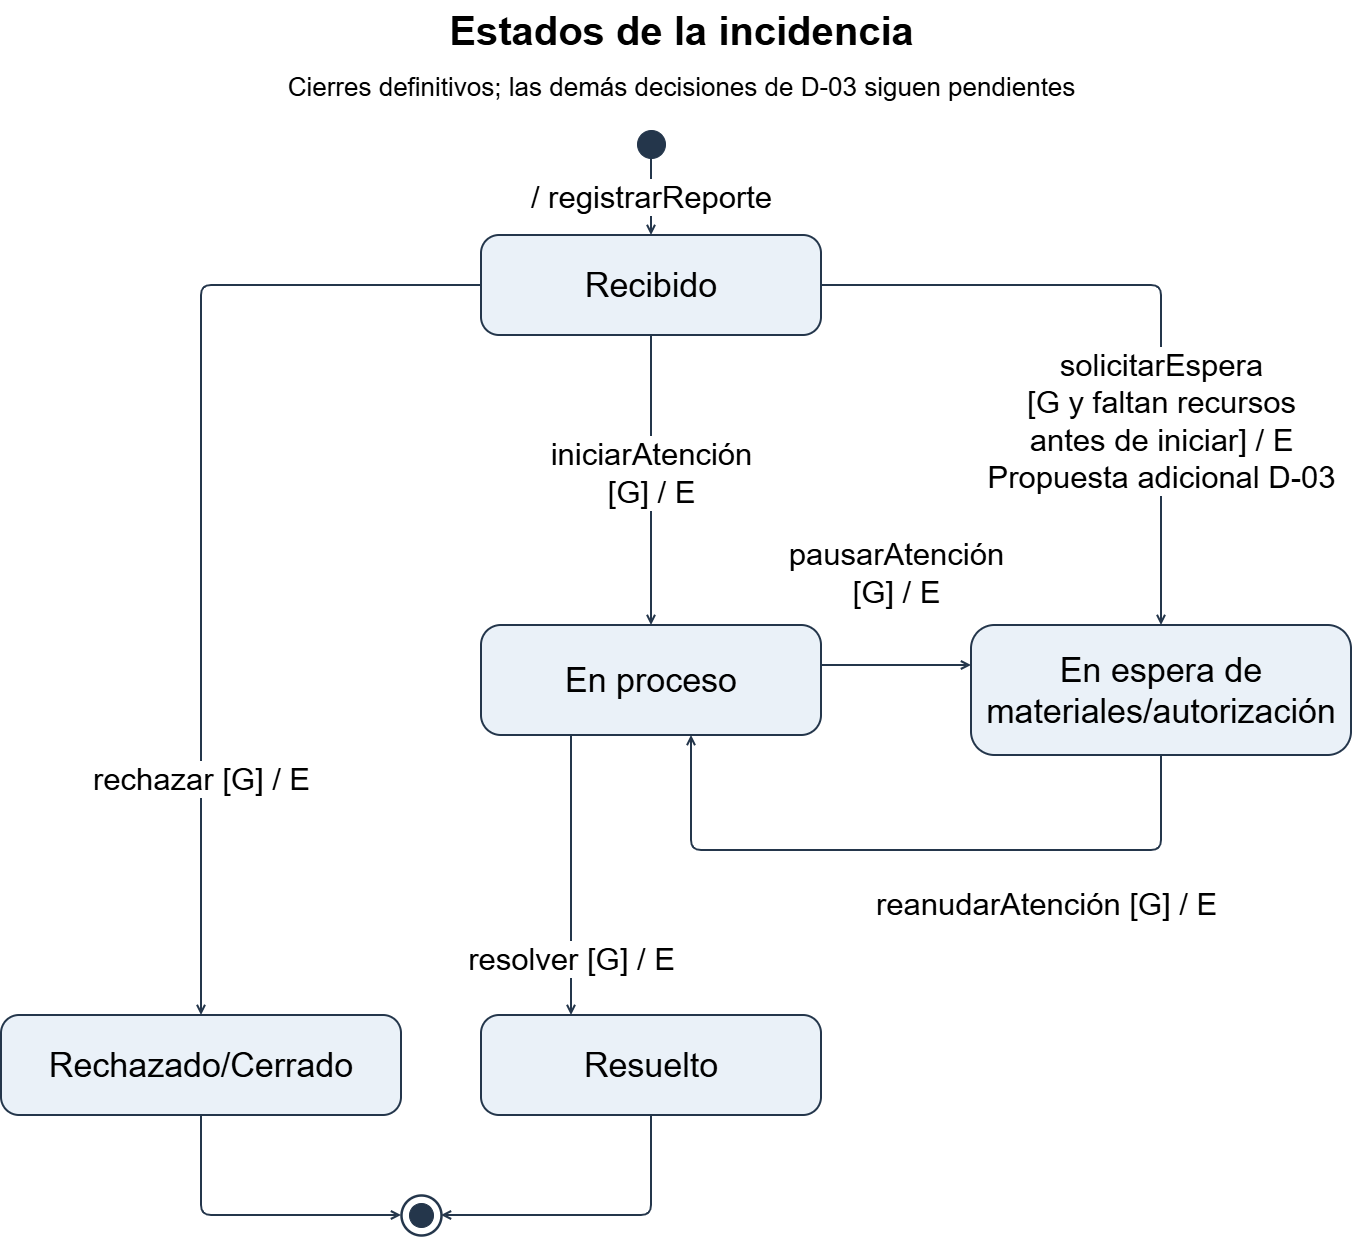 Estados de la incidencia
Cierres definitivos; las demás decisiones de D-03 siguen pendientes
/ registrarReporte
Recibido
solicitarEspera
[G y faltan recursos
antes de iniciar] / E
Propuesta adicional D-03
iniciarAtención
[G] / E
pausarAtención
[G] / E
En proceso
En espera de
materiales/autorización
rechazar [G] / E
reanudarAtención [G] / E
resolver [G] / E
Rechazado/Cerrado
Resuelto